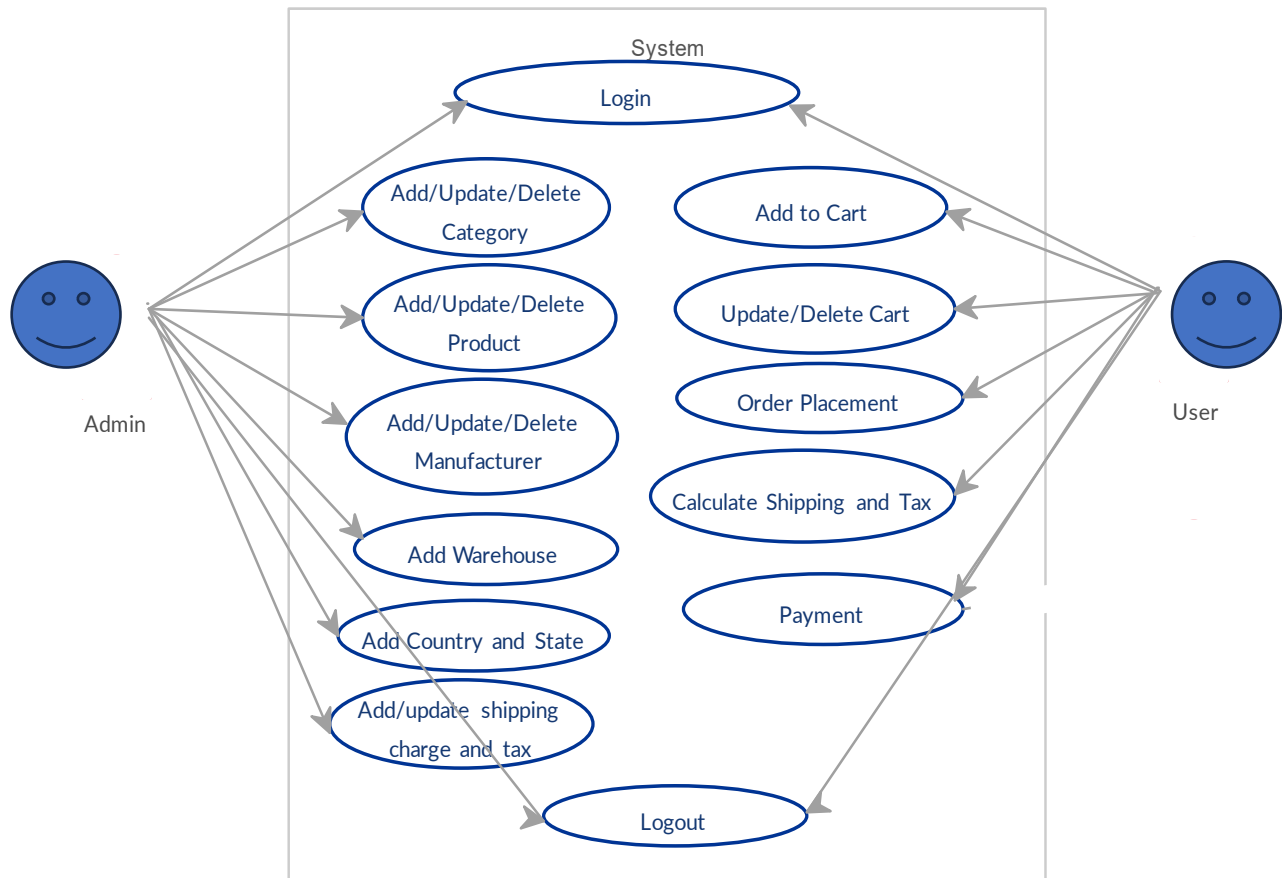 System
Login
Add/Update/Delete
Category
Add to Cart
Add/Update/Delete
Product
Update/Delete Cart
Add/Update/Delete
Manufacturer
Order Placement
Admin
User
Calculate Shipping and Tax
Add Warehouse
Payment
Add Country and State
Add/update shipping
charge and tax
Logout